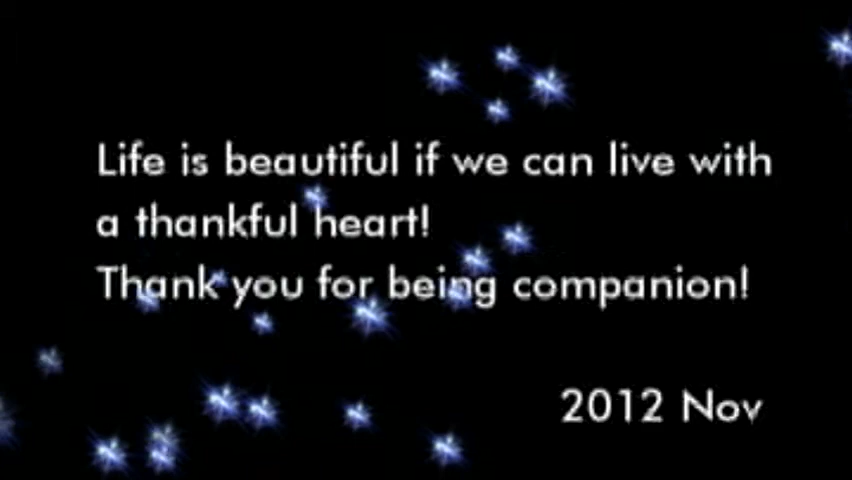 Life is beautiful if we can live with
a thankful heart!
Thank you for being companion!
2012 Nov